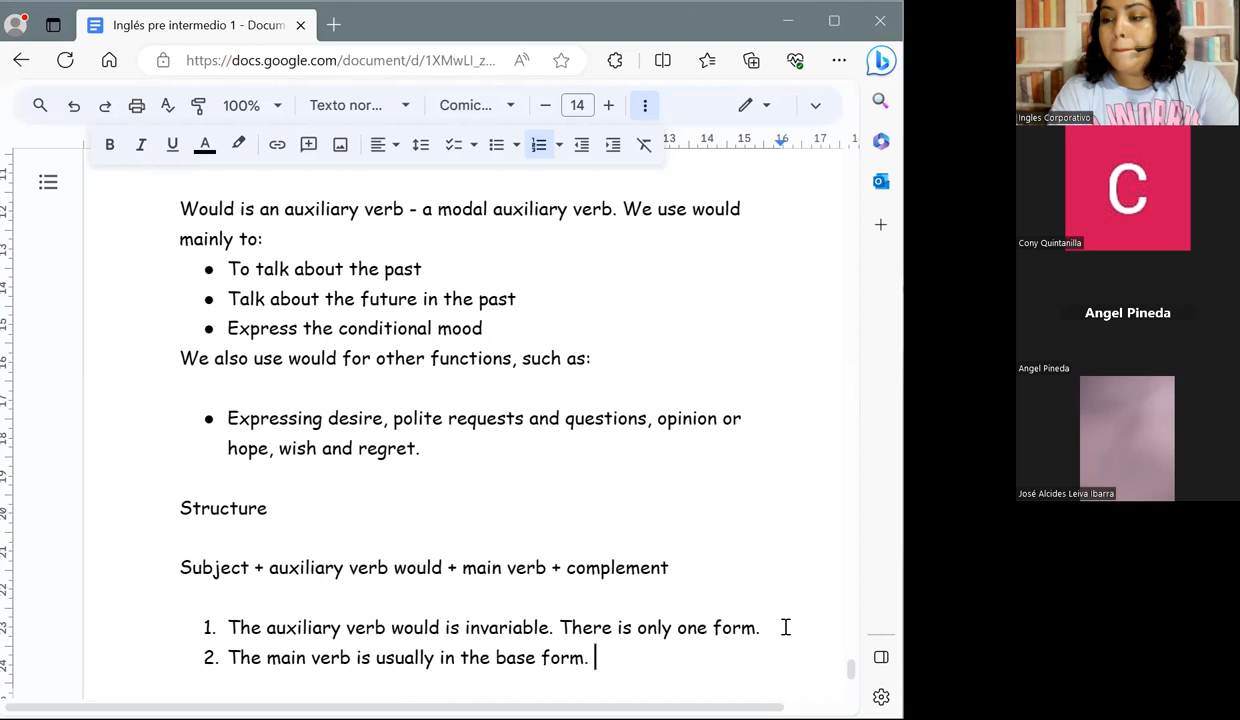 Inglés pre intermedio 1 - Docum
https://docs.google.com/document/d/1XMwLI_z...
100%
Texto nor...
Comic...
14
13 14 15 16 17
Would is an auxiliary verb - a modal auxiliary verb. We use would
mainly to:
● To talk about the past
● Talk about the future in the past
● Express the conditional mood
We also use would for other functions, such as:
● Expressing desire, polite requests and questions, opinion or
hope, wish and regret.
Structure
Subject + auxiliary verb would + main verb + complement
1. The auxiliary verb would is invariable. There is only one form.
2. The main verb is usually in the base form.
Ingles Corporativo
C
Cony Quintanilla
Angel Pineda
Angel Pineda
José Alcides Leiva Ibarra